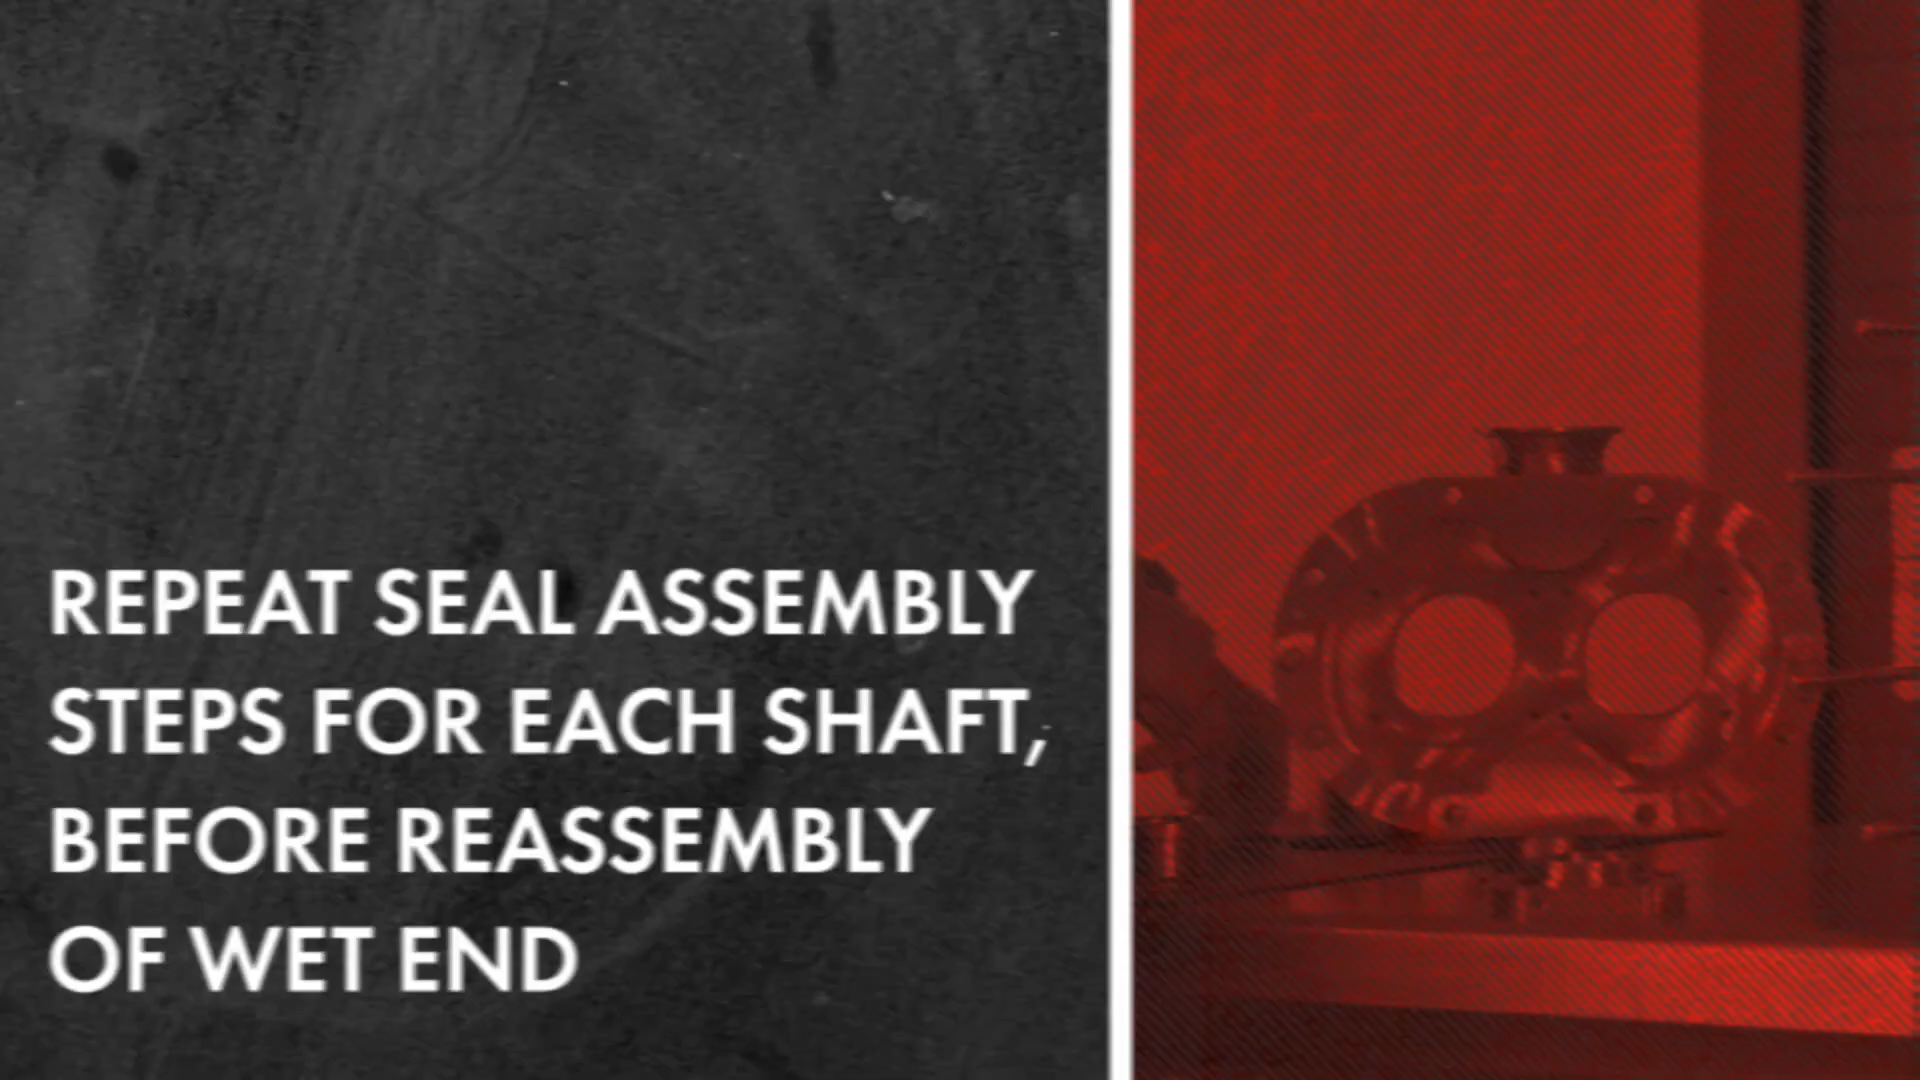 REPEAT SEAL ASSEMBLY
STEPS FOR EACH SHAFT,
BEFORE REASSEMBLY
OF WET END